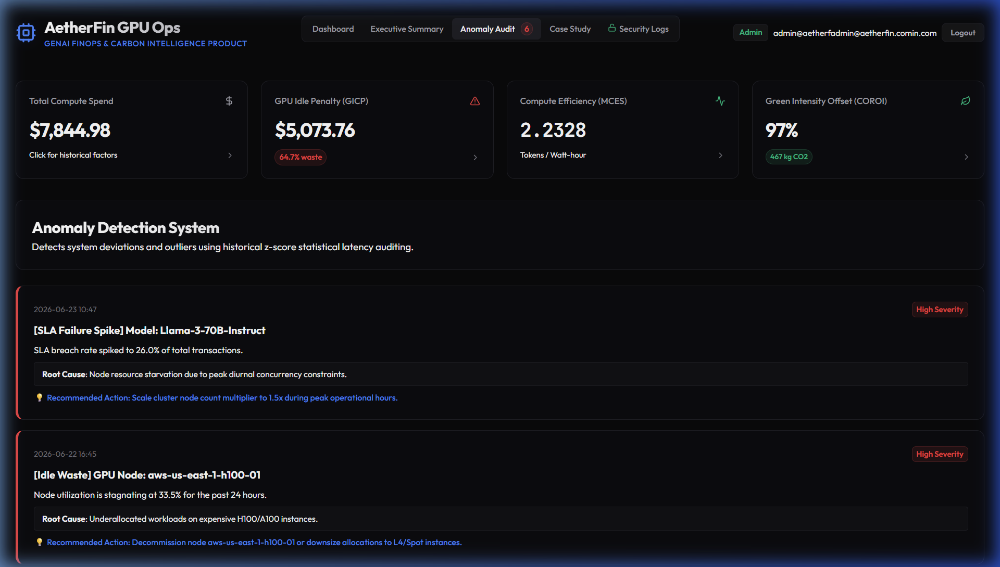 AetherFin GPU Ops
GENAI FINOPS & CARBON INTELLIGENCE PRODUCT
Dashboard
Executive Summary
Anomaly Audit 6
Case Study
Security Logs
Admin
admin@aetherfadmin@aetherfin.comin.com
Logout
Total Compute Spend
$
$7,844.98
Click for historical factors
GPU Idle Penalty (GICP)
$5,073.76
64.7% waste
Compute Efficiency (MCES)
2.2328
Tokens / Watt-hour
Green Intensity Offset (COROI)
97%
467 kg CO2
Anomaly Detection System
Detects system deviations and outliers using historical z-score statistical latency auditing.
2026-06-23 10:47
High Severity
[SLA Failure Spike] Model: Llama-3-70B-Instruct
SLA breach rate spiked to 26.0% of total transactions.
Root Cause: Node resource starvation due to peak diurnal concurrency constraints.
💡 Recommended Action: Scale cluster node count multiplier to 1.5x during peak operational hours.
2026-06-22 16:45
High Severity
[Idle Waste] GPU Node: aws-us-east-1-h100-01
Node utilization is stagnating at 33.5% for the past 24 hours.
Root Cause: Underallocated workloads on expensive H100/A100 instances.
💡 Recommended Action: Decommission node aws-us-east-1-h100-01 or downsize allocations to L4/Spot instances.